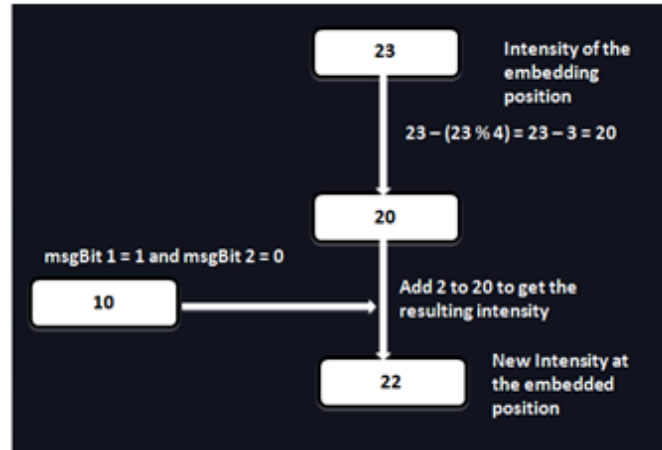 23
Intensity of the
embedding
position
23 – (23 % 4) = 23 – 3 = 20
20
msgBit 1 = 1 and msgBit 2 = 0
10
Add 2 to 20 to get the
resulting intensity
22
New Intensity at
the embedded
position